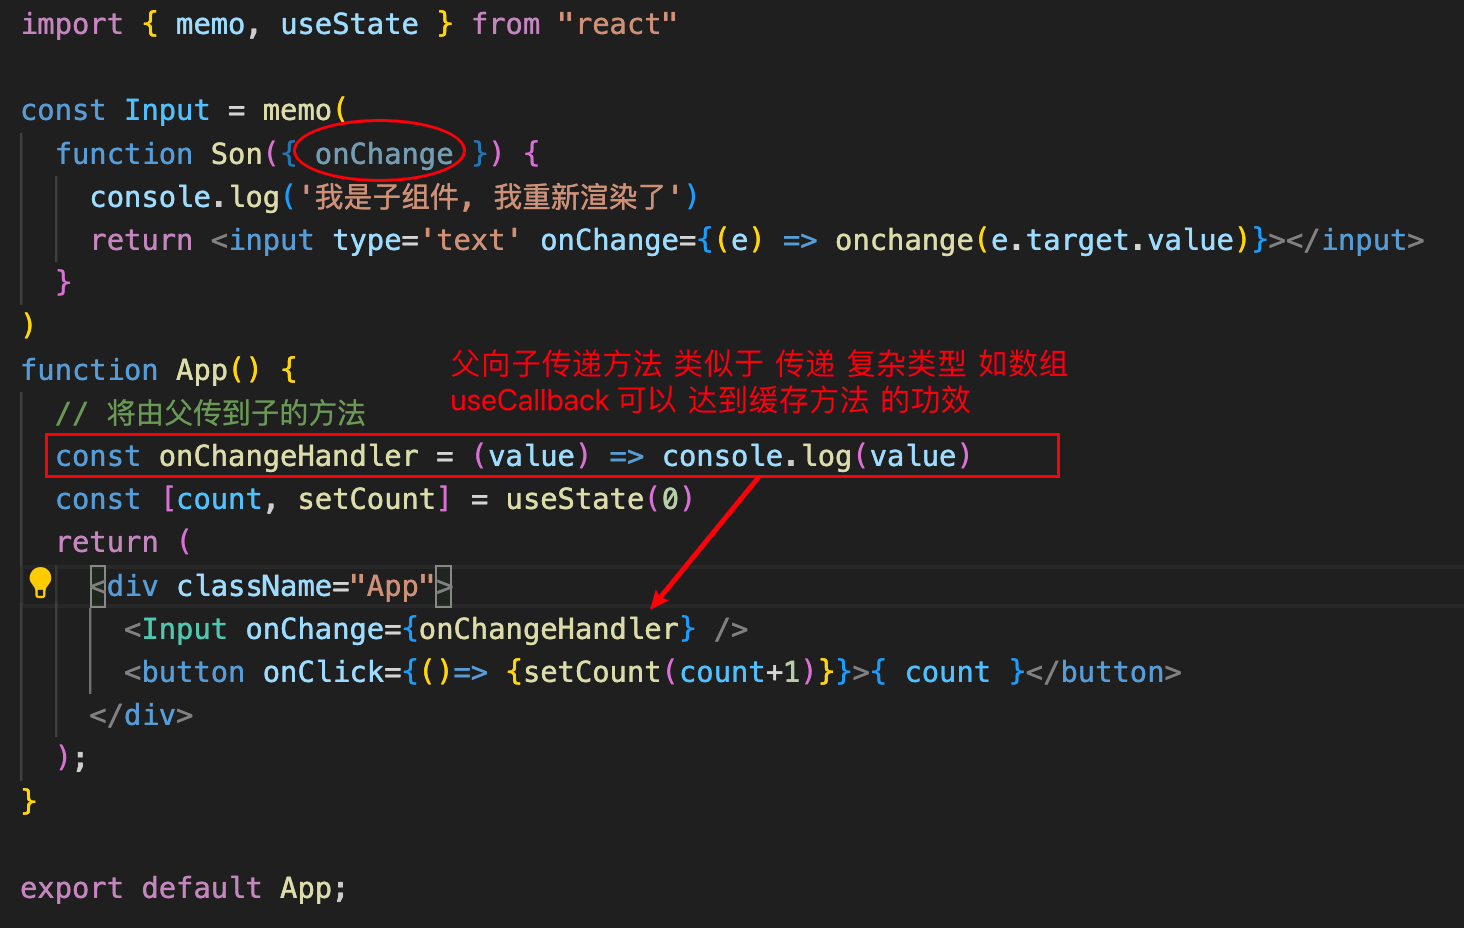 import { memo, useState } from "react"
const Input = memo(
function Son({ onChange }) {
console.log('我是子组件, 我重新渲染了')
return <input type='text' onChange={(e) => onchange(e.target.value)}></input>
}
)
function App() {
父向子传递方法 类似于 传递 复杂类型 如数组
useCallback 可以 达到缓存方法 的功效
// 将由父传到子的方法
const onChangeHandler = (value) => console.log(value)
const [count, setCount] = useState(0)
return (
<div className="App">
<Input onChange={onChangeHandler} />
<button onClick={()=> {setCount(count+1)}}>{ count }</button>
</div>
);
}
export default App;